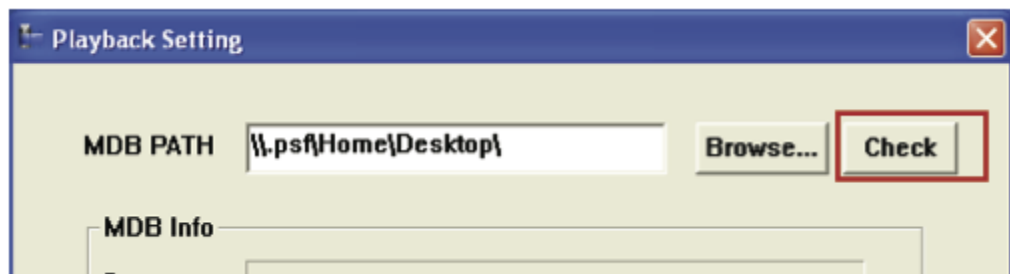 Playback Setting
MDB PATH \\.psf\Home\Desktop\ Browse... Check
MDB Info